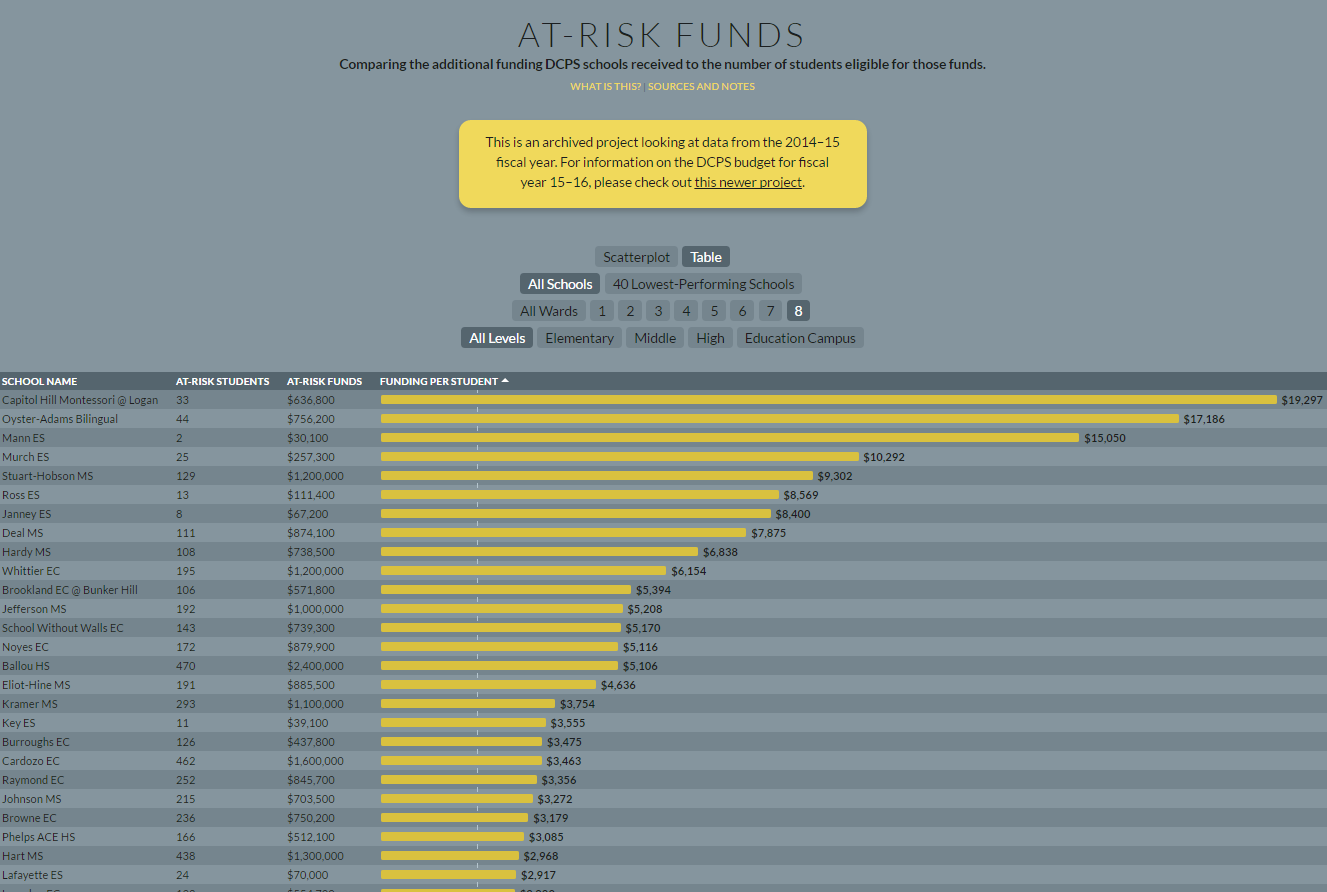 AT-RISK FUNDS
Comparing the additional funding DCPS schools received to the number of students eligible for those funds.
WHAT IS THIS? | SOURCES AND NOTES
This is an archived project looking at data from the 2014–15
fiscal year. For information on the DCPS budget for fiscal
year 15–16, please check out this newer project.
Scatterplot Table
All Schools 40 Lowest-Performing Schools
All Wards 1 2 3 4 5 6 7 8
All Levels Elementary Middle High Education Campus
SCHOOL NAME AT-RISK STUDENTS AT-RISK FUNDS FUNDING PER STUDENT
Capitol Hill Montessori @ Logan 33 $636,800 $19,297
Oyster-Adams Bilingual 44 $756,200 $17,186
Mann ES 2 $30,100 $15,050
Murch ES 25 $257,300 $10,292
Stuart-Hobson MS 129 $1,200,000 $9,302
Ross ES 13 $111,400 $8,569
Janney ES 8 $67,200 $8,400
Deal MS 111 $874,100 $7,875
Hardy MS 108 $738,500 $6,838
Whittier EC 195 $1,200,000 $6,154
Brookland EC @ Bunker Hill 106 $571,800 $5,394
Jefferson MS 192 $1,000,000 $5,208
School Without Walls EC 143 $739,300 $5,170
Noyes EC 172 $879,900 $5,116
Ballou HS 470 $2,400,000 $5,106
Eliot-Hine MS 191 $885,500 $4,636
Kramer MS 293 $1,100,000 $3,754
Key ES 11 $39,100 $3,555
Burroughs EC 126 $437,800 $3,475
Cardozo EC 462 $1,600,000 $3,463
Raymond EC 252 $845,700 $3,356
Johnson MS 215 $703,500 $3,272
Browne EC 236 $750,200 $3,179
Phelps ACE HS 166 $512,100 $3,085
Hart MS 438 $1,300,000 $2,968
Lafayette ES 24 $70,000 $2,917